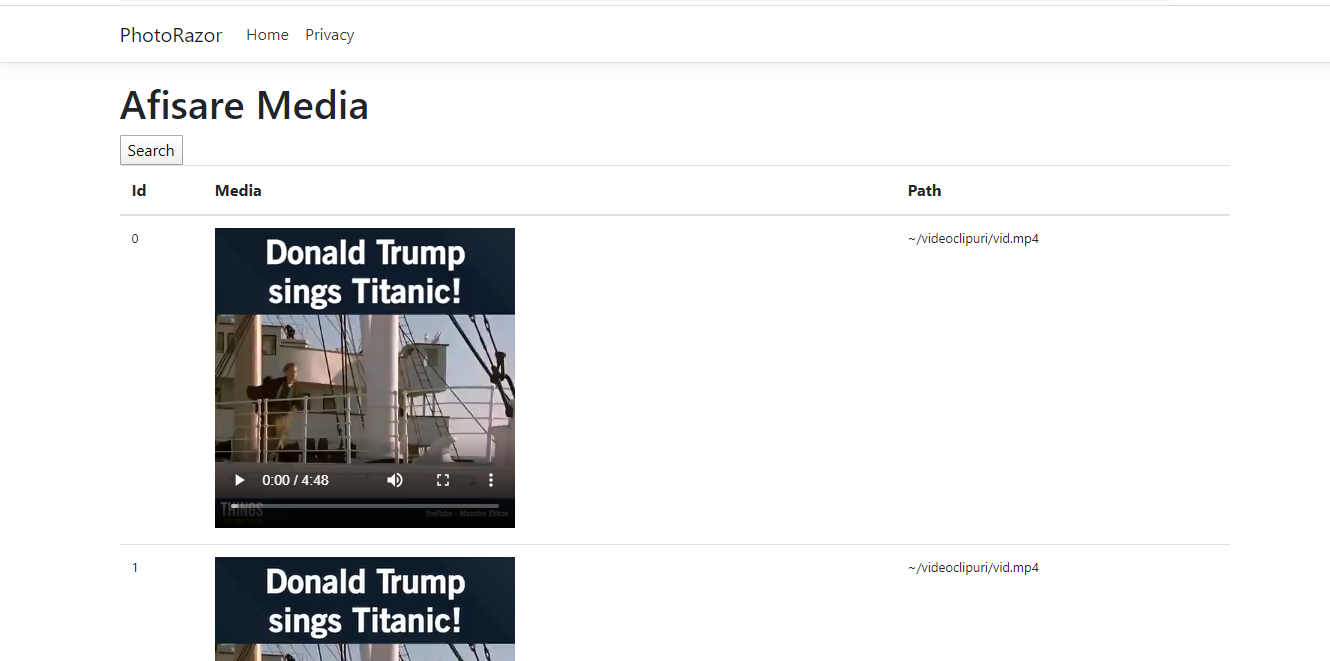 PhotoRazor Home Privacy
Afisare Media
Search
Id Media Path
0 ~/videoclipuri/vid.mp4
Donald Trump
sings Titanic!
0:00 / 4:48
THINGS
1 ~/videoclipuri/vid.mp4
Donald Trump
sings Titanic!